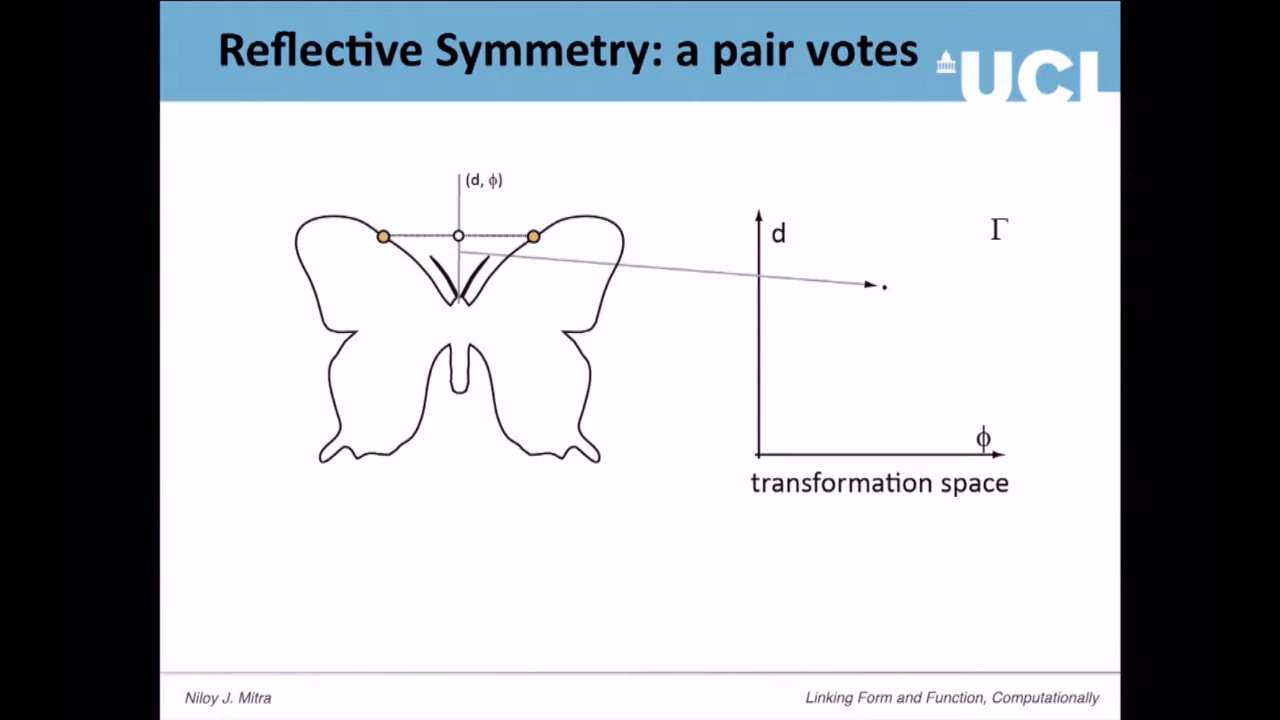 Reflective Symmetry: a pair votes
UCL
(d, ϕ)
d
Γ
ϕ
transformation space
Niloy J. Mitra
Linking Form and Function, Computationally